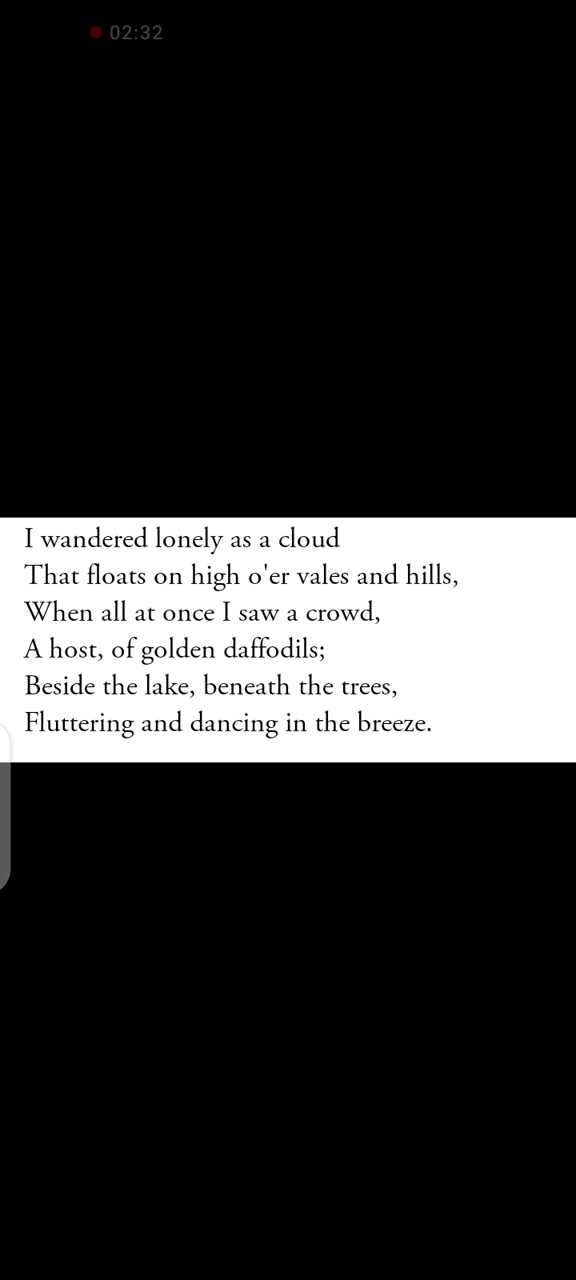 02:32
I wandered lonely as a cloud
That floats on high o'er vales and hills,
When all at once I saw a crowd,
A host, of golden daffodils;
Beside the lake, beneath the trees,
Fluttering and dancing in the breeze.